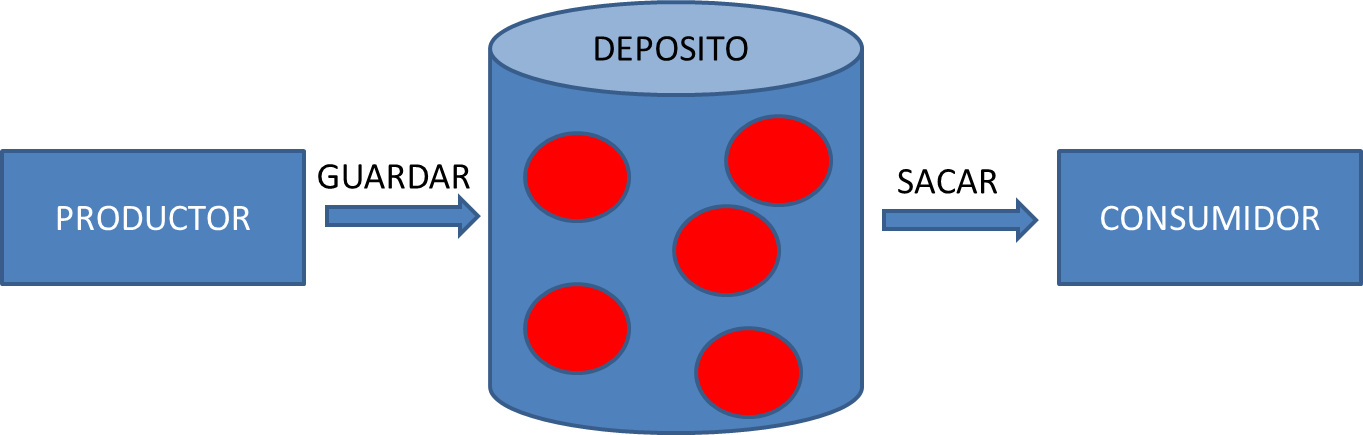 DEPOSITO
GUARDAR
SACAR
PRODUCTOR
CONSUMIDOR